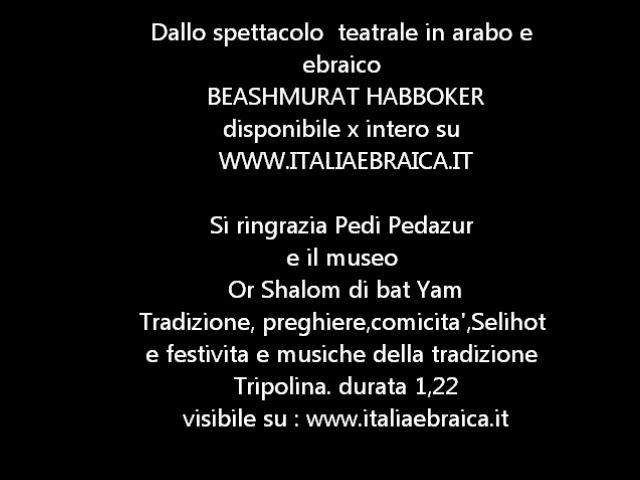 Dallo spettacolo  teatrale in arabo e
ebraico
BEASHMURAT HABBOKER
disponibile x intero su
WWW.ITALIAEBRAICA.IT
Si ringrazia Pedi Pedazur
e il museo
Or Shalom di bat Yam
Tradizione, preghiere,comicita',Selihot
e festivita e musiche della tradizione
Tripolina. durata 1,22
visibile su : www.italiaebraica.it